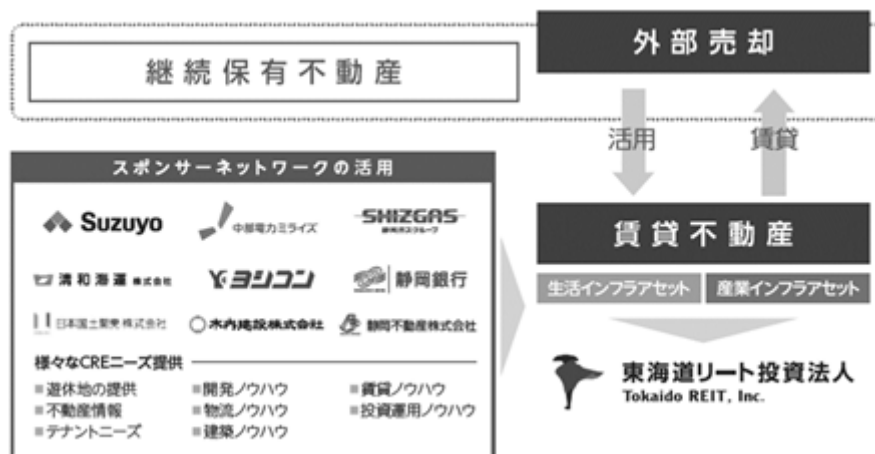 継続保有不動産
外部売却
活用
賃貸
スポンサーネットワークの活用
Suzuyo
中部電力ミライズ
SHIZGAS
静岡ガスグループ
清和海運 株式会社
ヨシコン
静岡銀行
日本国土開発株式会社
木内建設株式会社
静岡不動産株式会社
様々なCREニーズ提供
■遊休地の提供
■開発ノウハウ
■賃貸ノウハウ
■不動産情報
■物流ノウハウ
■投資運用ノウハウ
■テナントニーズ
■建築ノウハウ
賃貸不動産
生活インフラアセット
産業インフラアセット
東海道リート投資法人
Tokaido REIT, Inc.